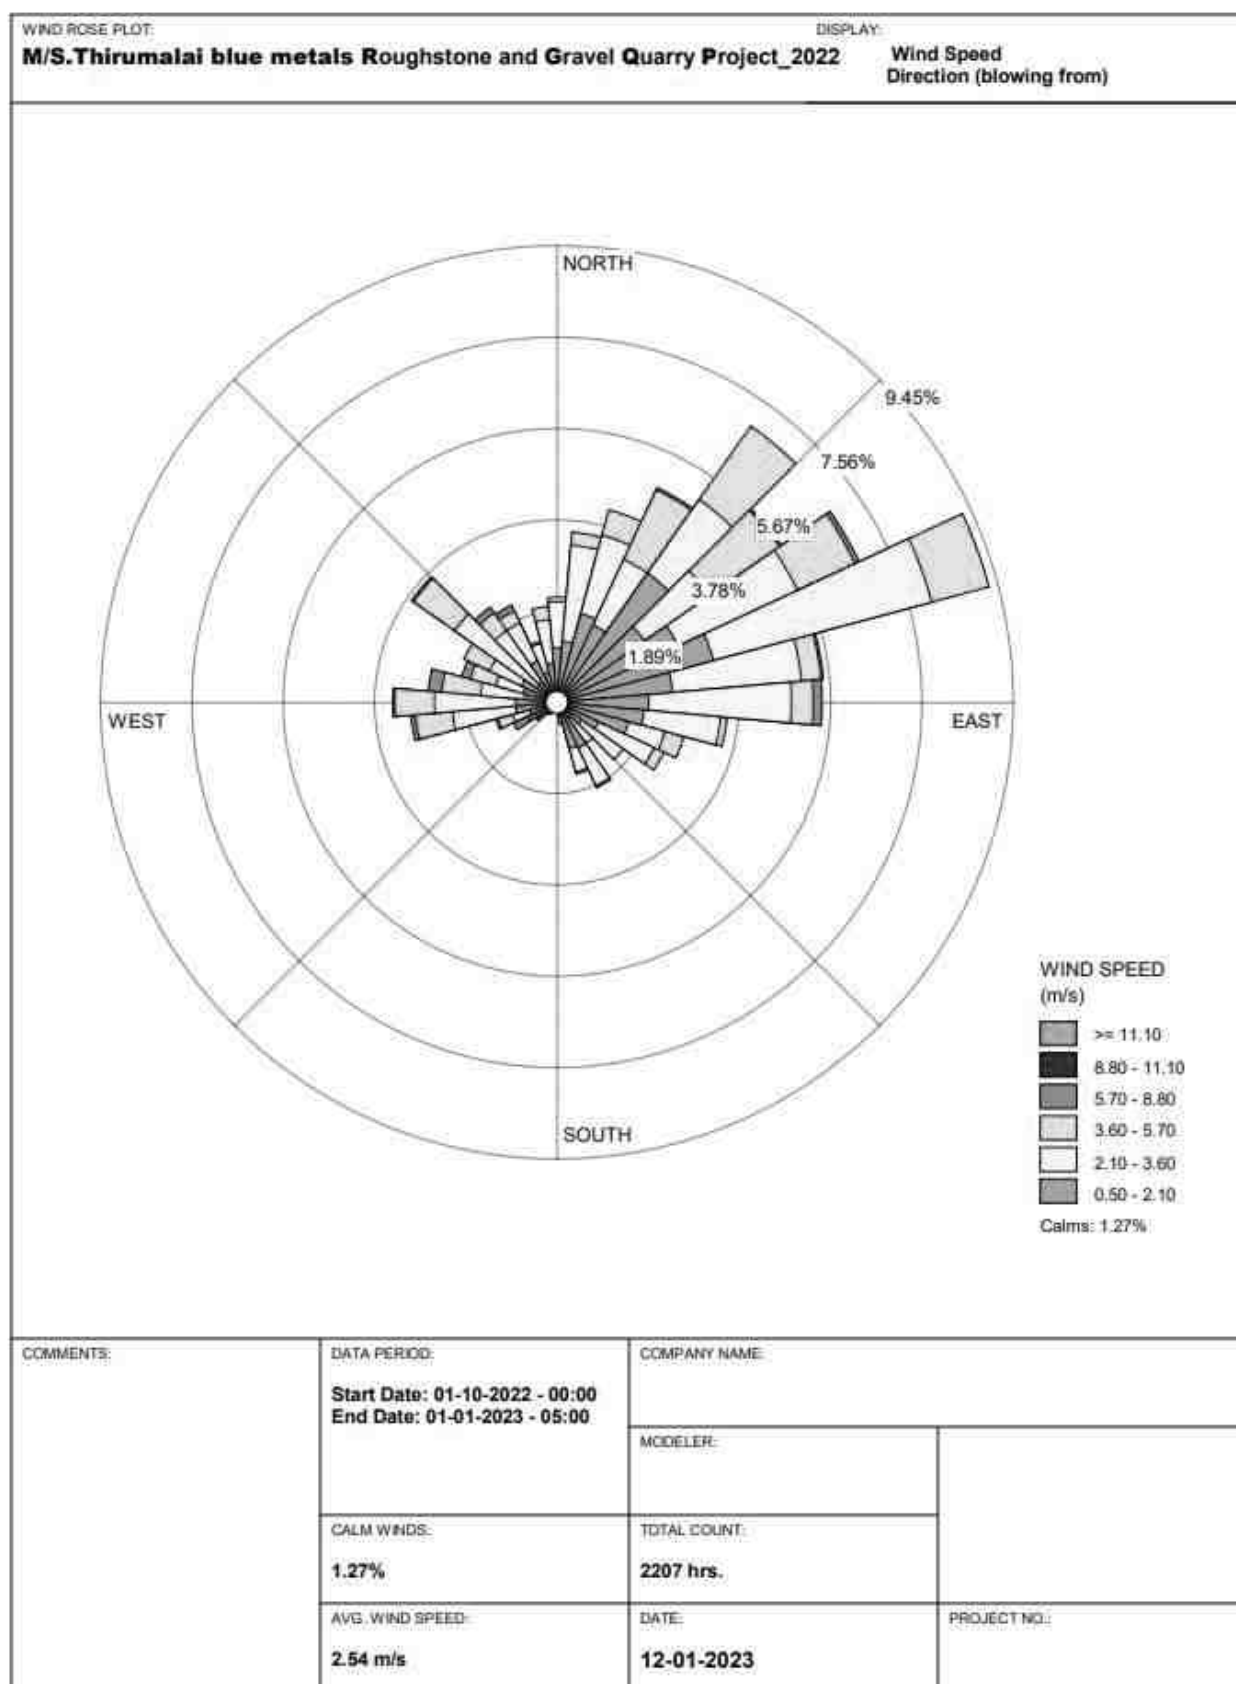 WIND ROSE PLOT:
DISPLAY:
M/S.Thirumalai blue metals Roughstone and Gravel Quarry Project_2022
Wind Speed
Direction (blowing from)
NORTH
9.45%
7.56%
5.67%
3.78%
1.89%
WEST
EAST
SOUTH
WIND SPEED
(m/s)
>= 11.10
8.80 - 11.10
5.70 - 8.80
3.60 - 5.70
2.10 - 3.60
0.50 - 2.10
Calms: 1.27%
COMMENTS:
DATA PERIOD:
Start Date: 01-10-2022 - 00:00
End Date: 01-01-2023 - 05:00
COMPANY NAME:
MODELER:
CALM WINDS:
1.27%
TOTAL COUNT:
2207 hrs.
AVG. WIND SPEED:
2.54 m/s
DATE:
12-01-2023
PROJECT NO.: